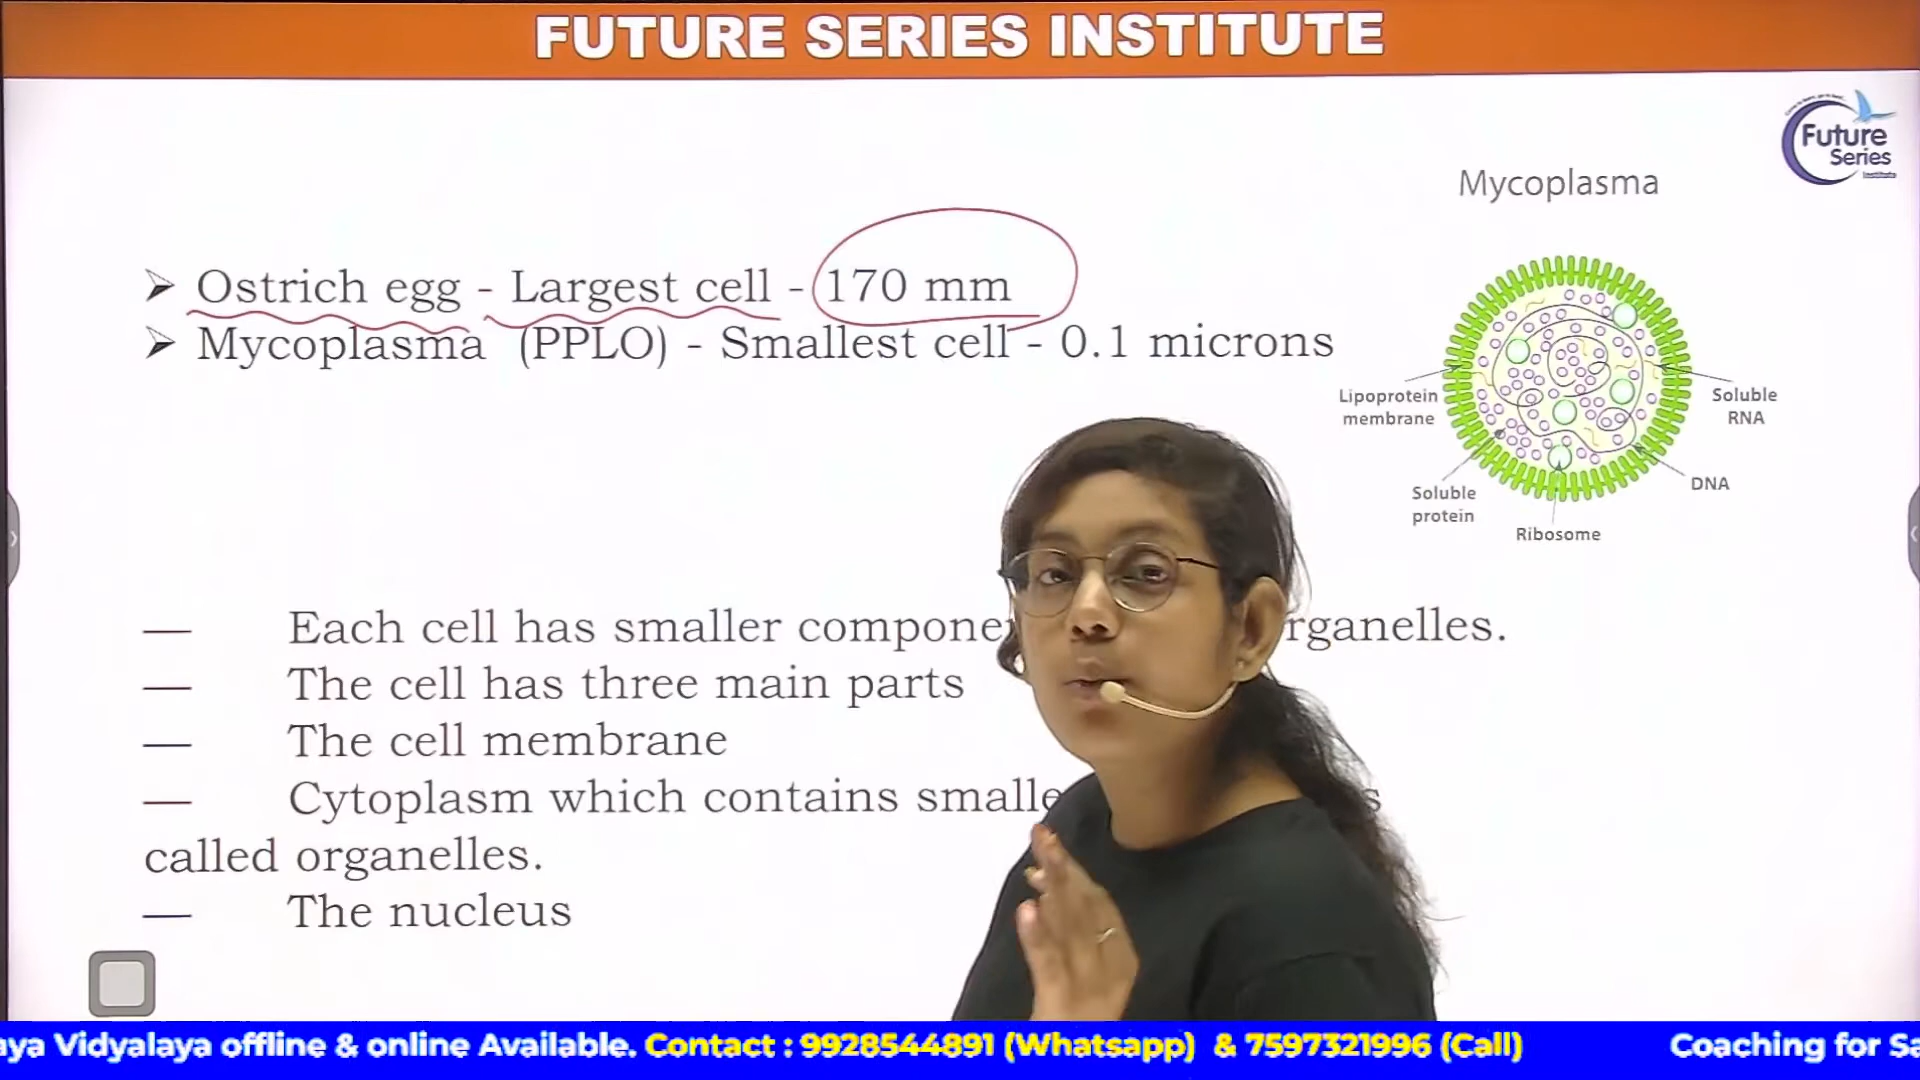 FUTURE SERIES INSTITUTE
Future
Series
Institute
Mycoplasma
➢ Ostrich egg - Largest cell - 170 mm
➢ Mycoplasma (PPLO) - Smallest cell - 0.1 microns
Lipoprotein
membrane
Soluble
RNA
DNA
Soluble
protein
Ribosome
— Each cell has smaller compone rganelles.
— The cell has three main parts
— The cell membrane
— Cytoplasm which contains smalle s
called organelles.
— The nucleus
aya Vidyalaya offline & online Available. Contact : 9928544891 (Whatsapp) & 7597321996 (Call) Coaching for Sa